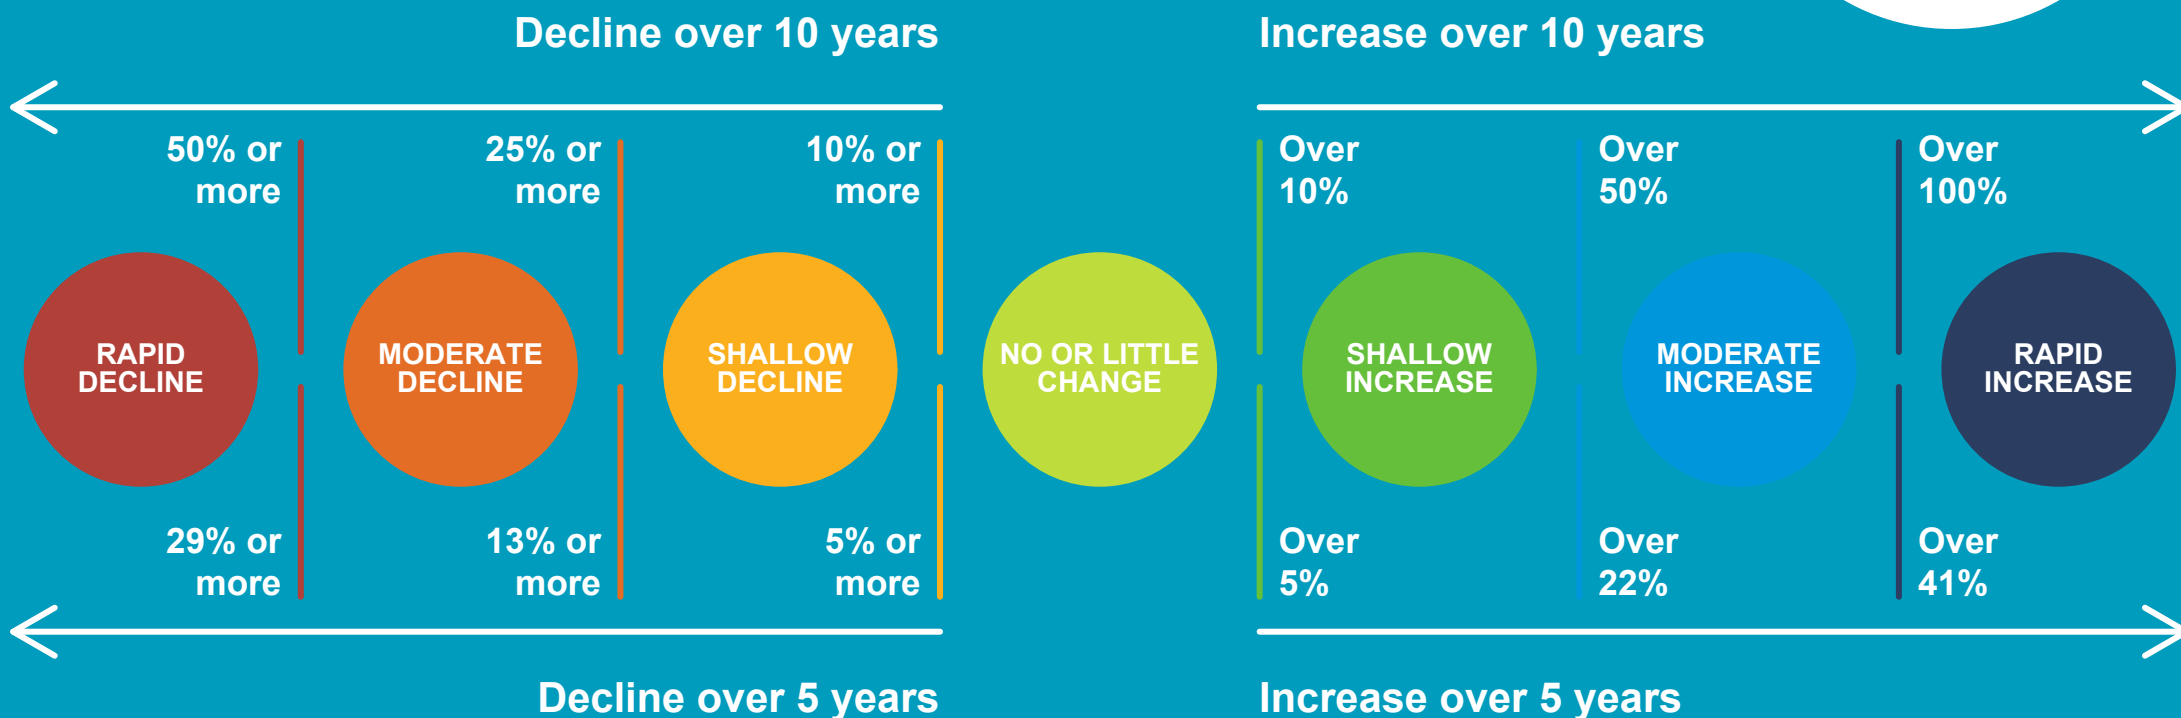 Decline over 10 years
Increase over 10 years
50% or
more
25% or
more
10% or
more
Over
10%
Over
50%
Over
100%
RAPID
DECLINE
MODERATE
DECLINE
SHALLOW
DECLINE
NO OR LITTLE
CHANGE
SHALLOW
INCREASE
MODERATE
INCREASE
RAPID
INCREASE
29% or
more
13% or
more
5% or
more
Over
5%
Over
22%
Over
41%
Decline over 5 years
Increase over 5 years